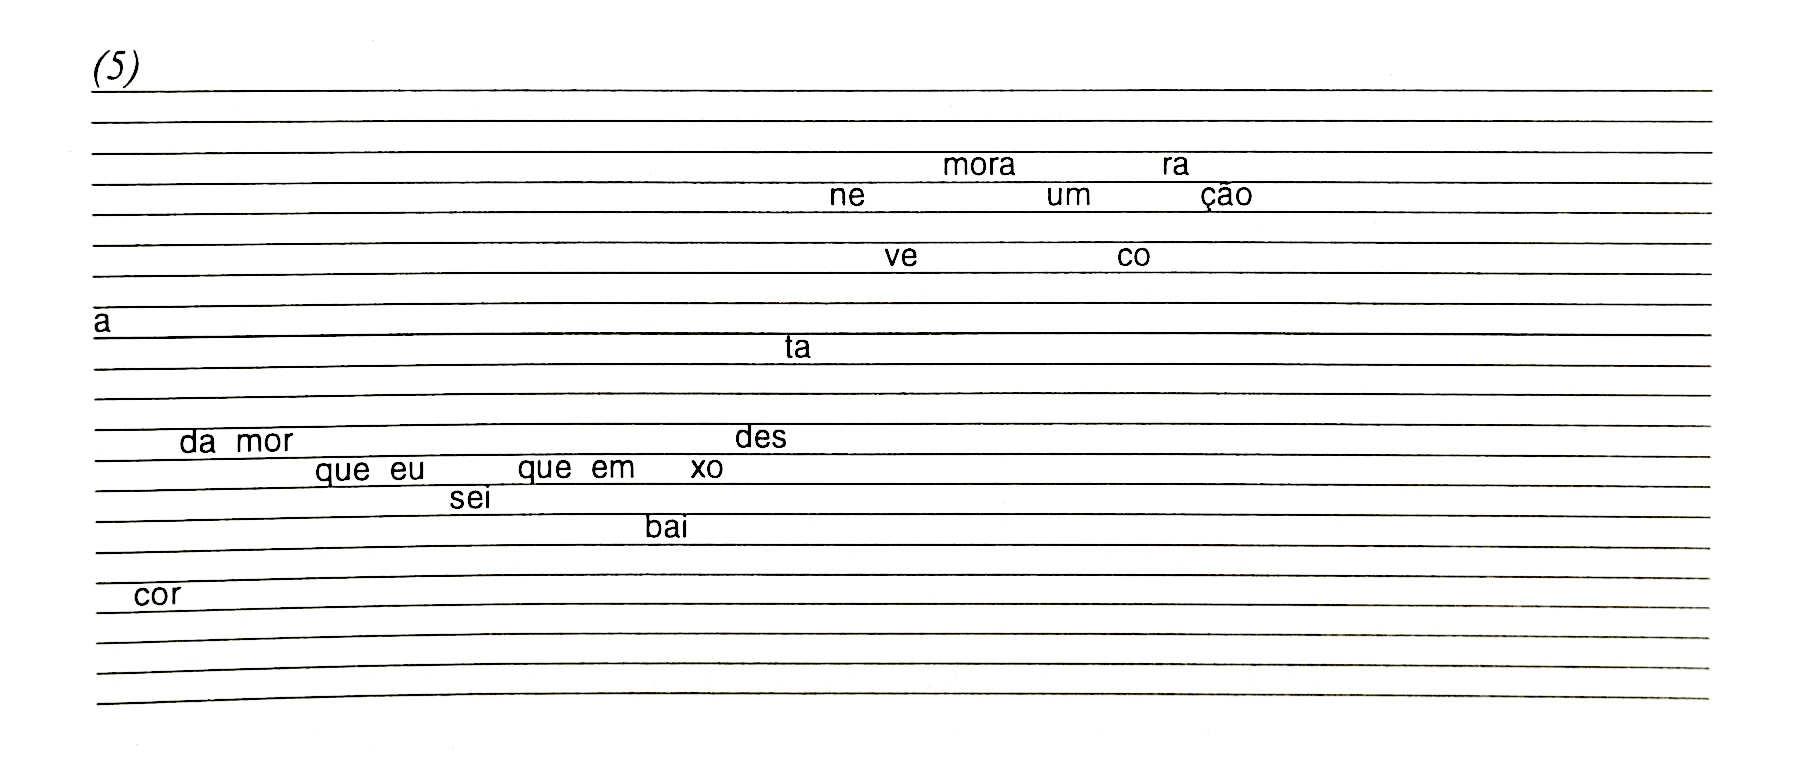 (5)
mora ra
ne um ção
ve co
a
ta
da mor des
que eu que em xo
sei
bai
cor